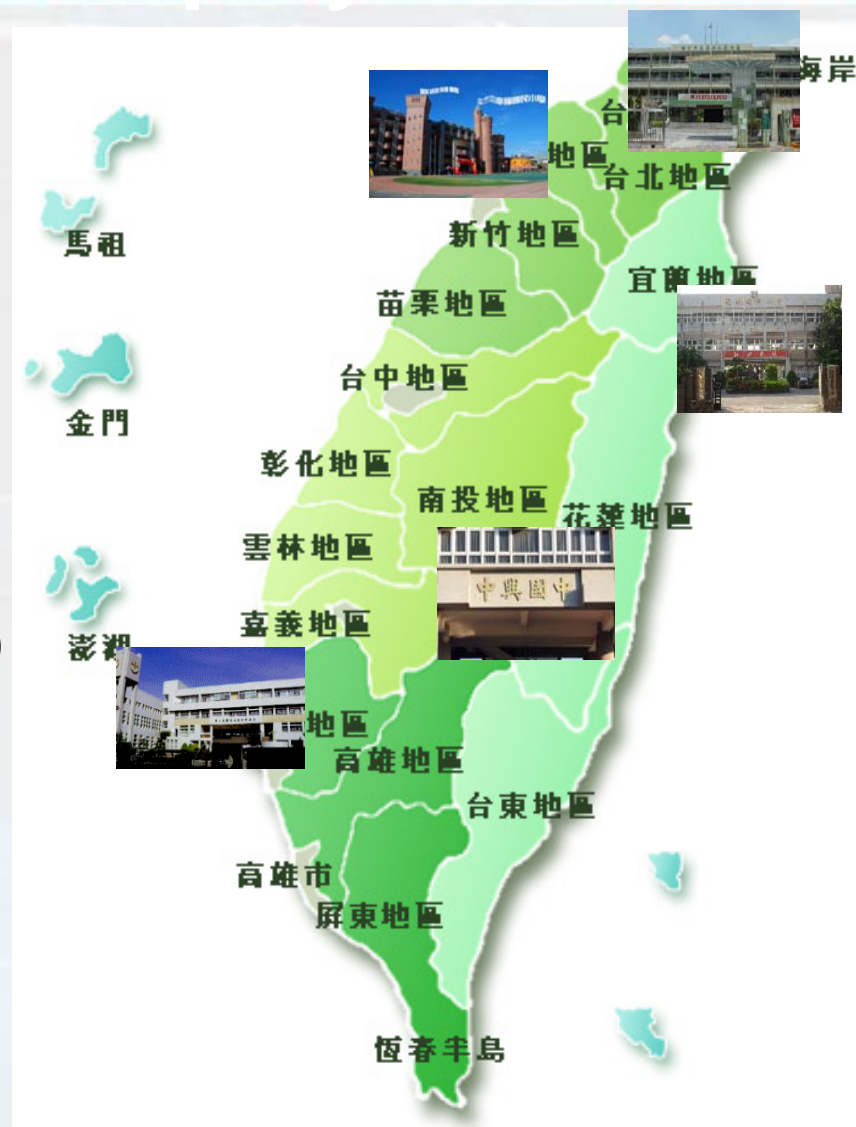 海岸
台
地區
台北地區
新竹地區
馬祖
宜蘭地區
苗栗地區
台中地區
金門
彰化地區
南投地區
花蓮地區
雲林地區
中興國中
嘉義地區
澎湖
地區
高雄地區
台東地區
高雄市
屏東地區
恆春半島